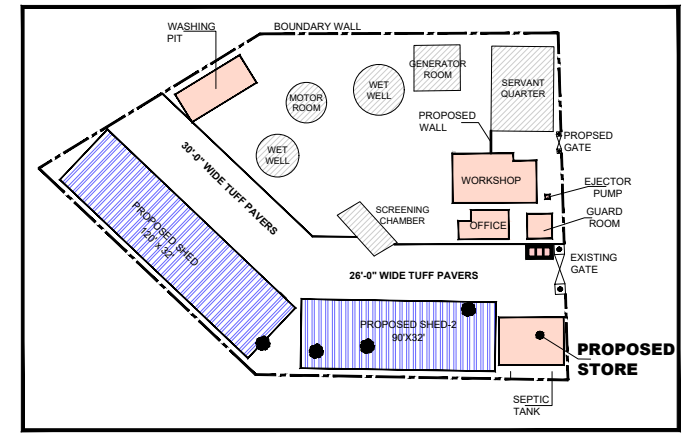 WASHING
PIT
BOUNDARY WALL
GENERATOR
ROOM
SERVANT
QUARTER
WET
WELL
MOTOR
ROOM
PROPOSED
WALL
PROPSED
GATE
WET
WELL
30'-0" WIDE TUFF PAVERS
WORKSHOP
EJECTOR
PUMP
PROPOSED SHED
120'X 32'
SCREENING
CHAMBER
OFFICE
GUARD
ROOM
EXISTING
GATE
26'-0" WIDE TUFF PAVERS
PROPOSED SHED-2
90'X32'
PROPOSED
STORE
SEPTIC
TANK